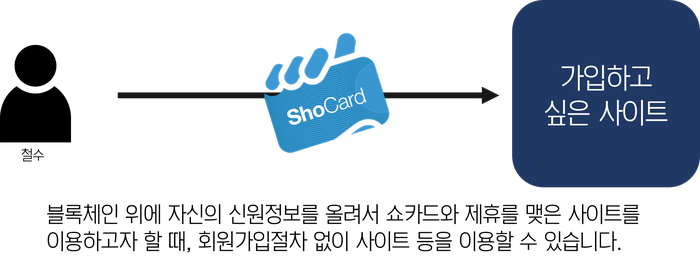 ShoCard
가입하고
싶은 사이트
철수
블록체인 위에 자신의 신원정보를 올려서 쇼카드와 제휴를 맺은 사이트를
이용하고자 할 때, 회원가입절차 없이 사이트 등을 이용할 수 있습니다.